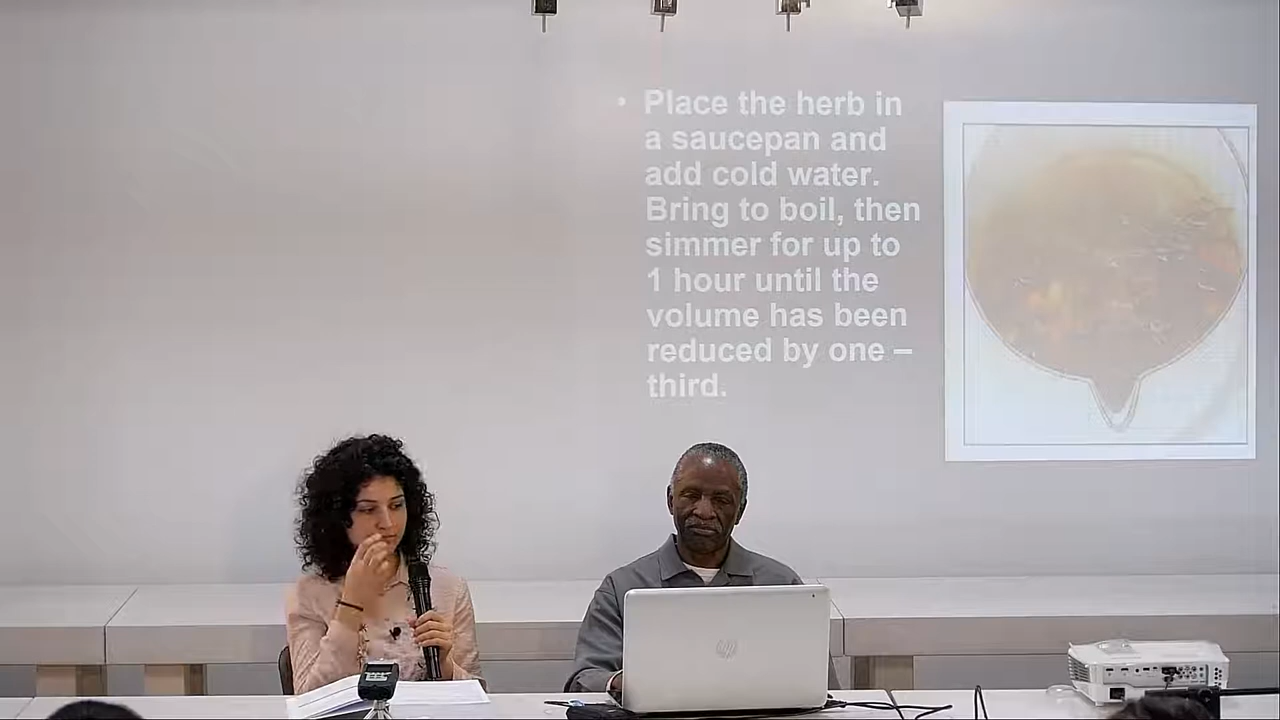 • Place the herb in
a saucepan and
add cold water.
Bring to boil, then
simmer for up to
1 hour until the
volume has been
reduced by one –
third.
hp